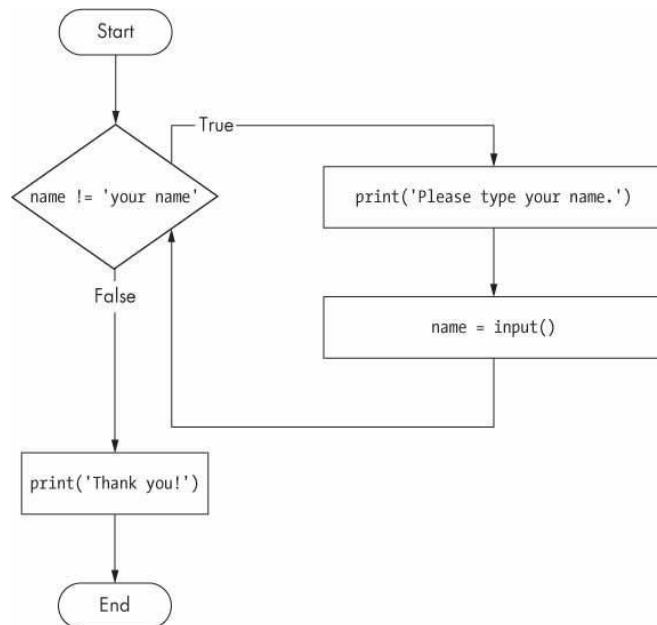 Start
True
name != 'your name'
print('Please type your name.')
False
name = input()
print('Thank you!')
End